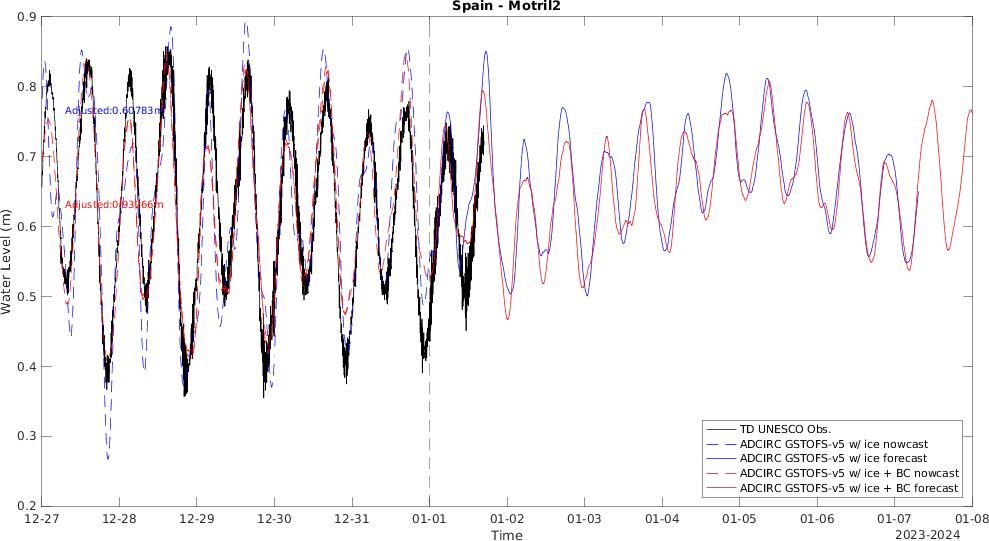 Spain - Motril2
0.9
0.8
0.7
0.6
0.5
0.4
0.3
0.2
Water Level (m)
Adjusted:0.60783m
Adjusted:0.93266m
TD UNESCO Obs.
ADCIRC GSTOFS-v5 w/ ice nowcast
ADCIRC GSTOFS-v5 w/ ice forecast
ADCIRC GSTOFS-v5 w/ ice + BC nowcast
ADCIRC GSTOFS-v5 w/ ice + BC forecast
12-27 12-28 12-29 12-30 12-31 01-01 01-02 01-03 01-04 01-05 01-06 01-07 01-08
Time
2023-2024